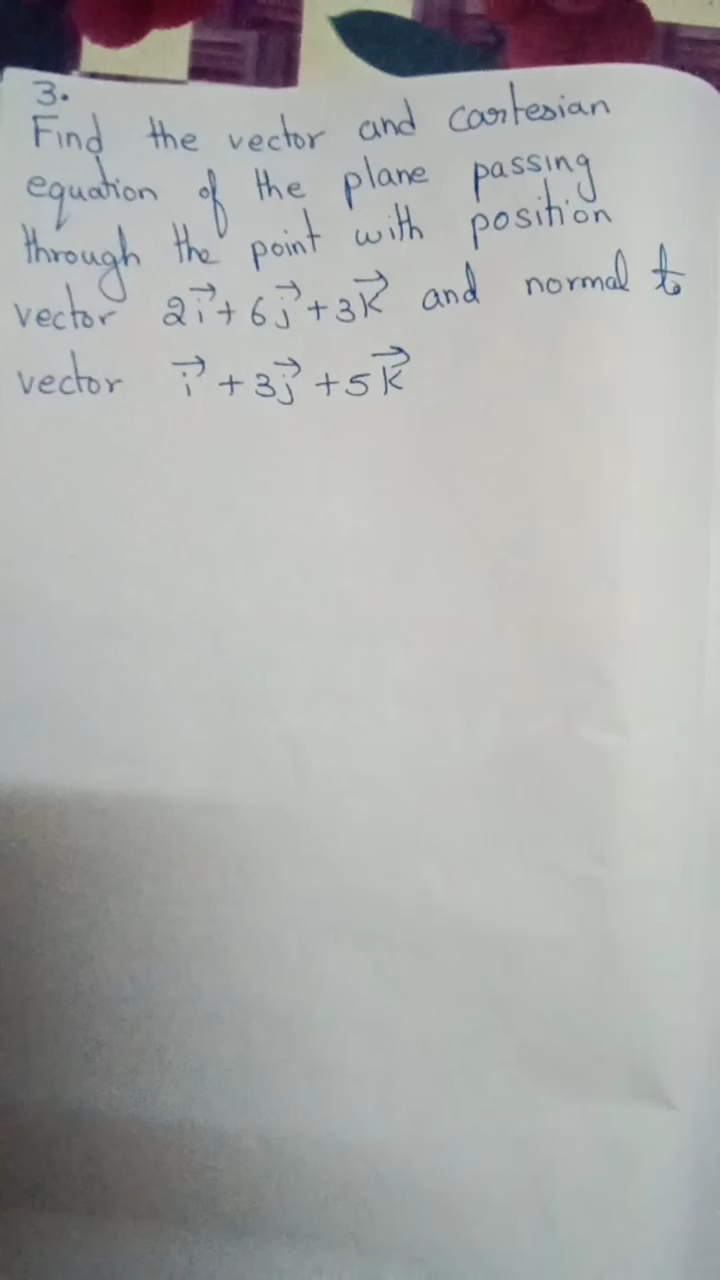 3.
Find the vector and cartesian
equation of the plane passing
through the point with position
vector 2i⃗ + 6j⃗ + 3k⃗ and normal to
vector i⃗ + 3j⃗ + 5k⃗